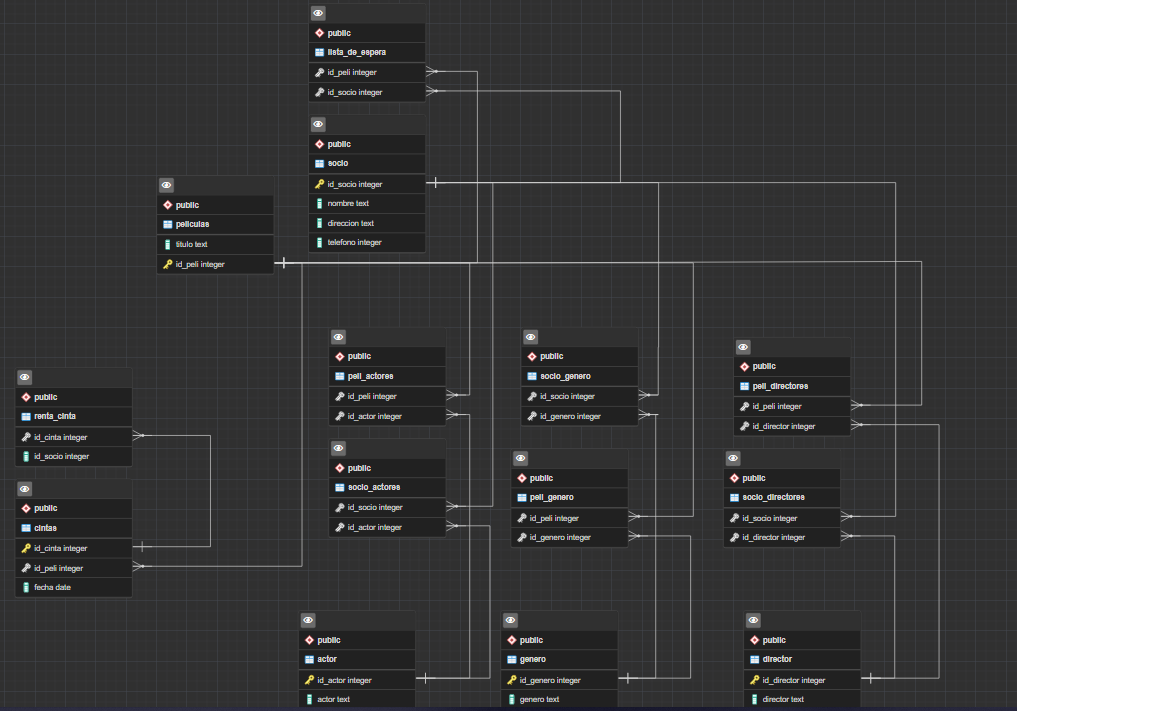 public
lista_de_espera
id_peli integer
id_socio integer
public
socio
id_socio integer
nombre text
direccion text
telefono integer
public
peliculas
titulo text
id_peli integer
public
peli_actores
id_peli integer
id_actor integer
public
socio_genero
id_socio integer
id_genero integer
public
peli_directores
id_peli integer
id_director integer
public
renta_cinta
id_cinta integer
id_socio integer
public
socio_actores
id_socio integer
id_actor integer
public
peli_genero
id_peli integer
id_genero integer
public
socio_directores
id_socio integer
id_director integer
public
cintas
id_cinta integer
id_peli integer
fecha date
public
actor
id_actor integer
actor text
public
genero
id_genero integer
genero text
public
director
id_director integer
director text